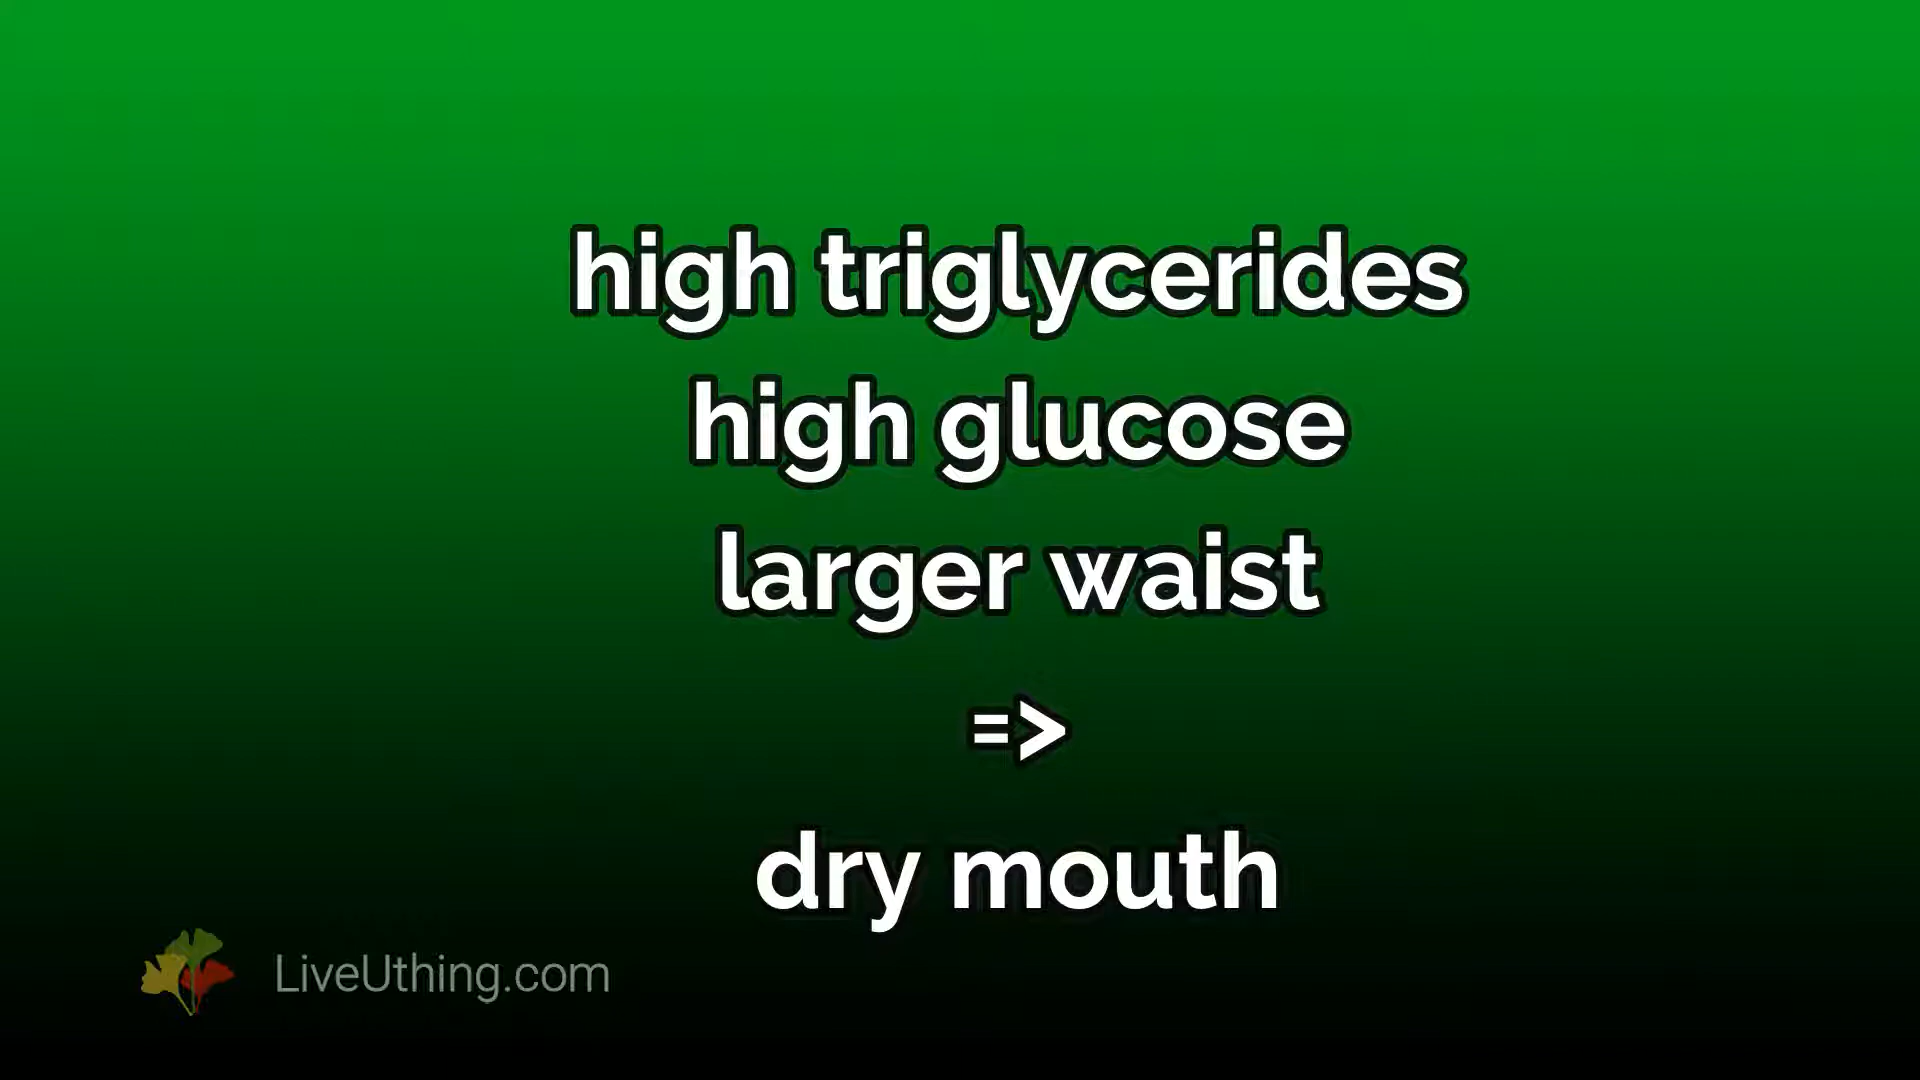 high triglycerides
high glucose
larger waist
=>
dry mouth
LiveUthing.com